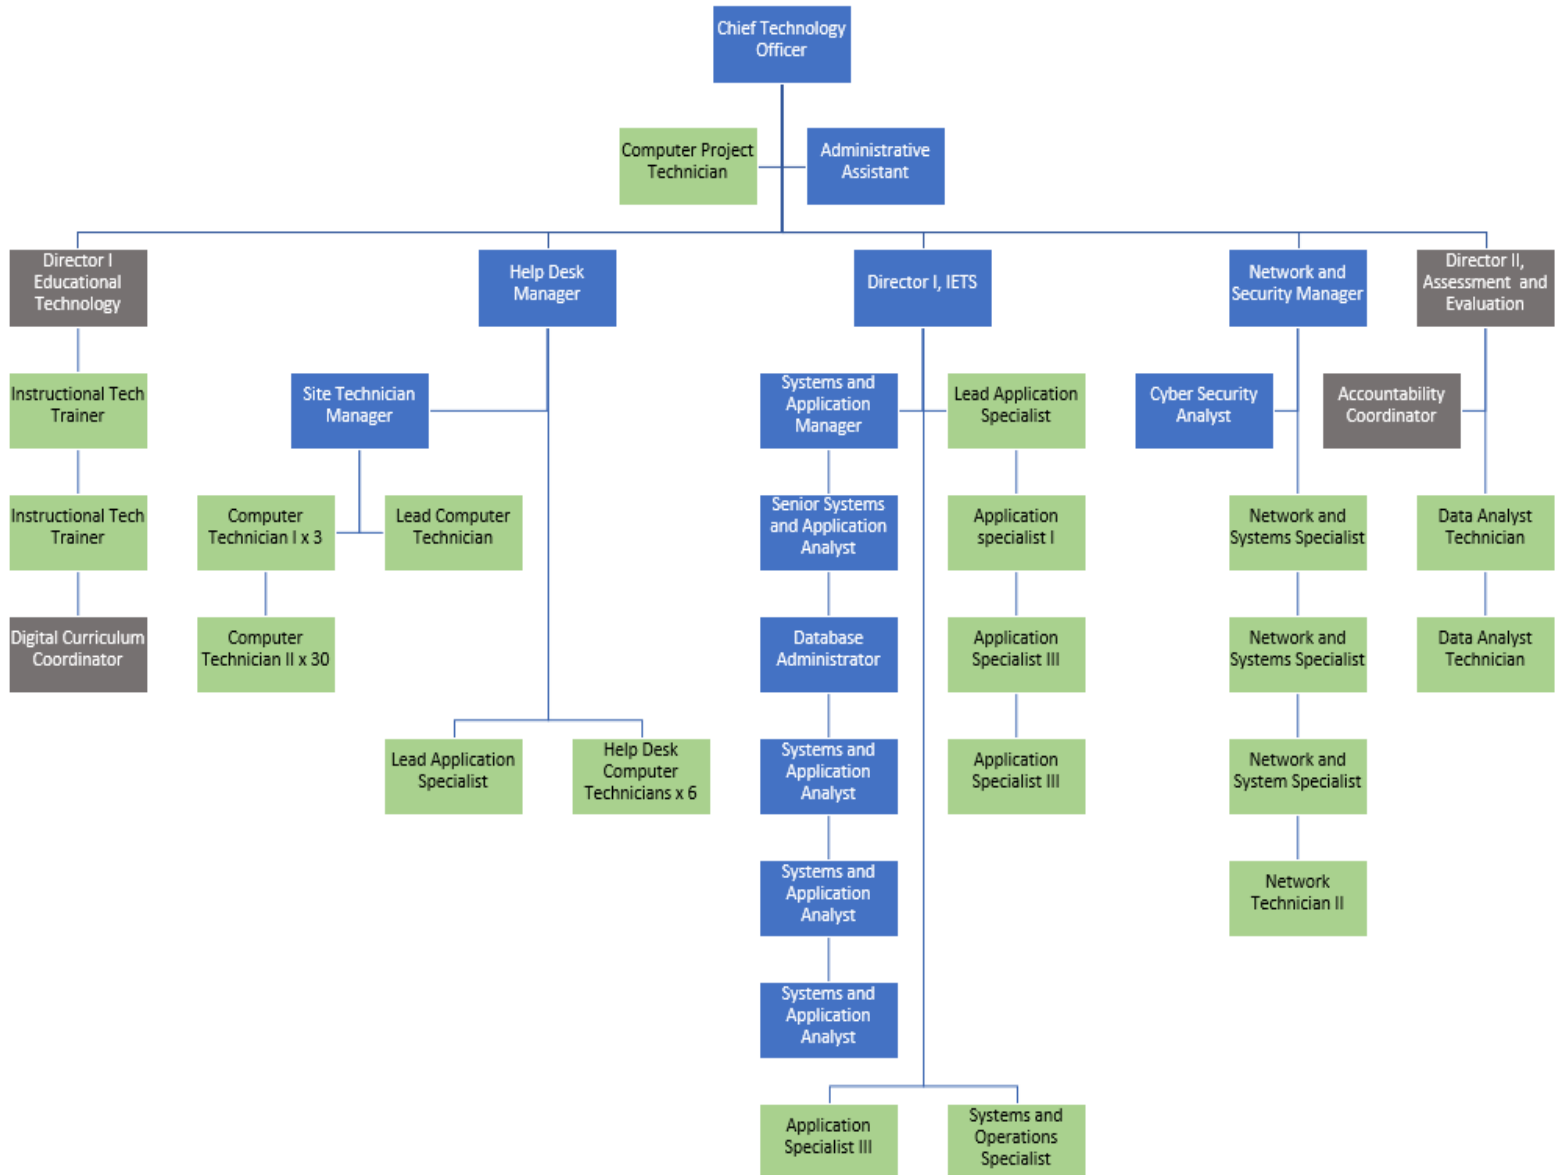 Chief Technology
Officer
Computer Project
Technician
Administrative
Assistant
Director I
Educational
Technology
Help Desk
Manager
Director I, IETS
Network and
Security Manager
Director II,
Assessment and
Evaluation
Instructional Tech
Trainer
Site Technician
Manager
Systems and
Application
Manager
Lead Application
Specialist
Cyber Security
Analyst
Accountability
Coordinator
Instructional Tech
Trainer
Computer
Technician I x 3
Lead Computer
Technician
Senior Systems
and Application
Analyst
Application
specialist I
Network and
Systems Specialist
Data Analyst
Technician
Digital Curriculum
Coordinator
Computer
Technician II x 30
Database
Administrator
Application
Specialist III
Network and
Systems Specialist
Data Analyst
Technician
Lead Application
Specialist
Help Desk
Computer
Technicians x 6
Systems and
Application
Analyst
Application
Specialist III
Network and
System Specialist
Systems and
Application
Analyst
Network
Technician II
Systems and
Application
Analyst
Application
Specialist III
Systems and
Operations
Specialist